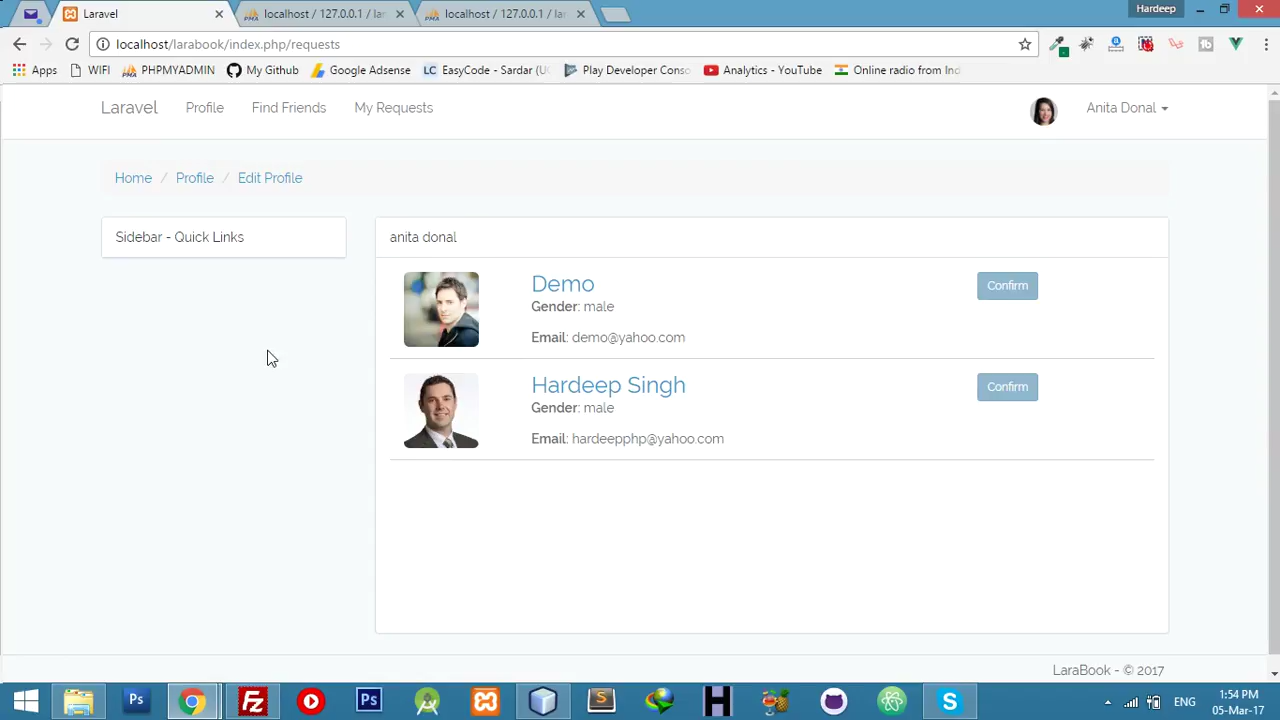 Hardeep
Laravel
localhost / 127.0.0.1 / lar
localhost / 127.0.0.1 / lar
localhost/larabook/index.php/requests
Apps WIFI PHPMYADMIN My Github Google Adsense LC EasyCode - Sardar (UC Play Developer Conso Analytics - YouTube Online radio from Ind
Laravel Profile Find Friends My Requests Anita Donal
Home / Profile / Edit Profile
Sidebar - Quick Links
anita donal
Demo
Gender: male
Email: demo@yahoo.com
Confirm
Hardeep Singh
Gender: male
Email: hardeepphp@yahoo.com
Confirm
LaraBook - © 2017
ENG
1:54 PM
05-Mar-17